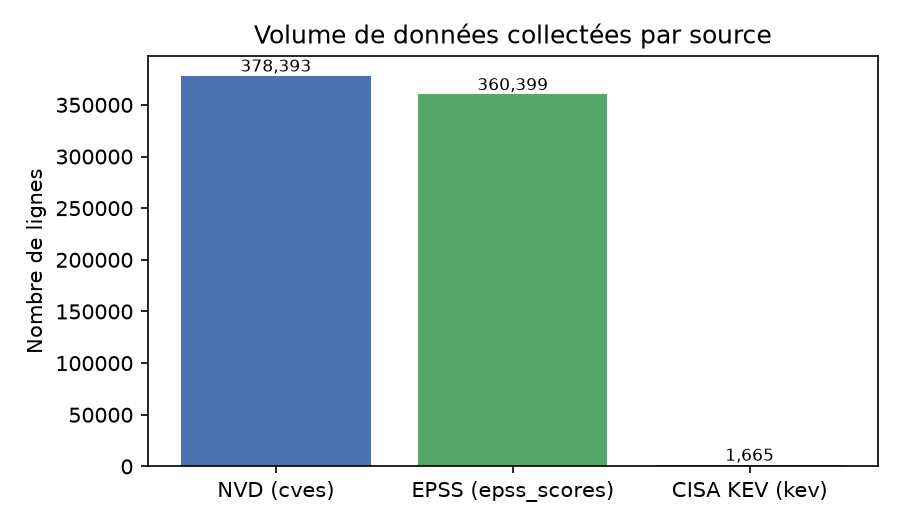 Volume de données collectées par source
378,393
360,399
1,665
Nombre de lignes
350000
300000
250000
200000
150000
100000
50000
0
NVD (cves)
EPSS (epss_scores)
CISA KEV (kev)